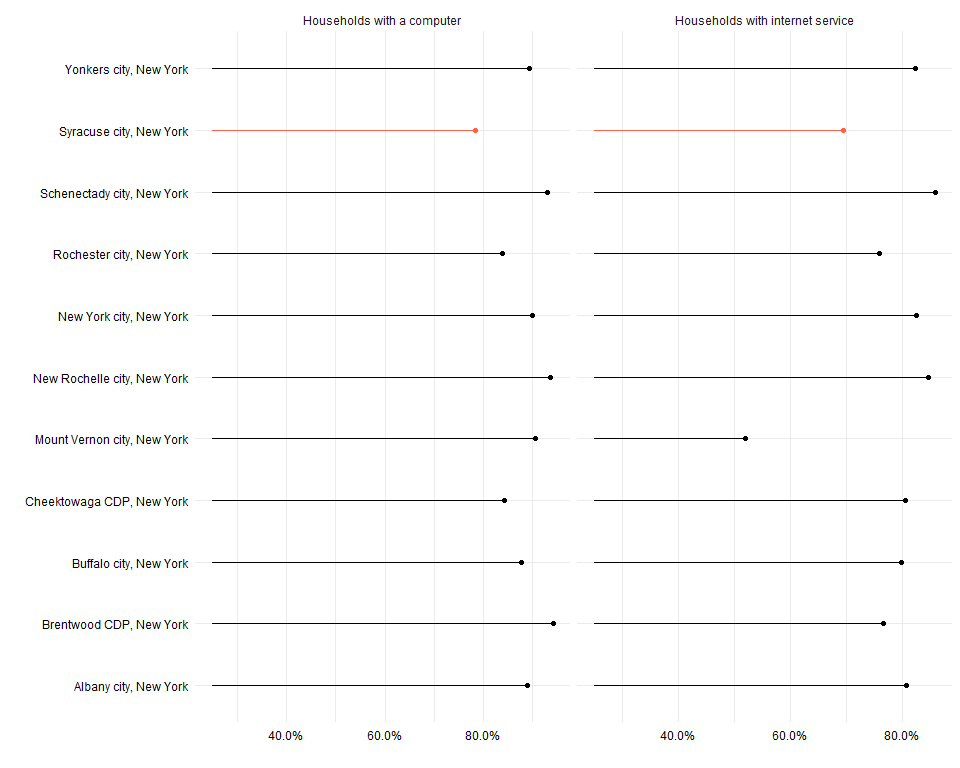 Households with a computer
Households with internet service
Yonkers city, New York
Syracuse city, New York
Schenectady city, New York
Rochester city, New York
New York city, New York
New Rochelle city, New York
Mount Vernon city, New York
Cheektowaga CDP, New York
Buffalo city, New York
Brentwood CDP, New York
Albany city, New York
40.0% 60.0% 80.0%
40.0% 60.0% 80.0%